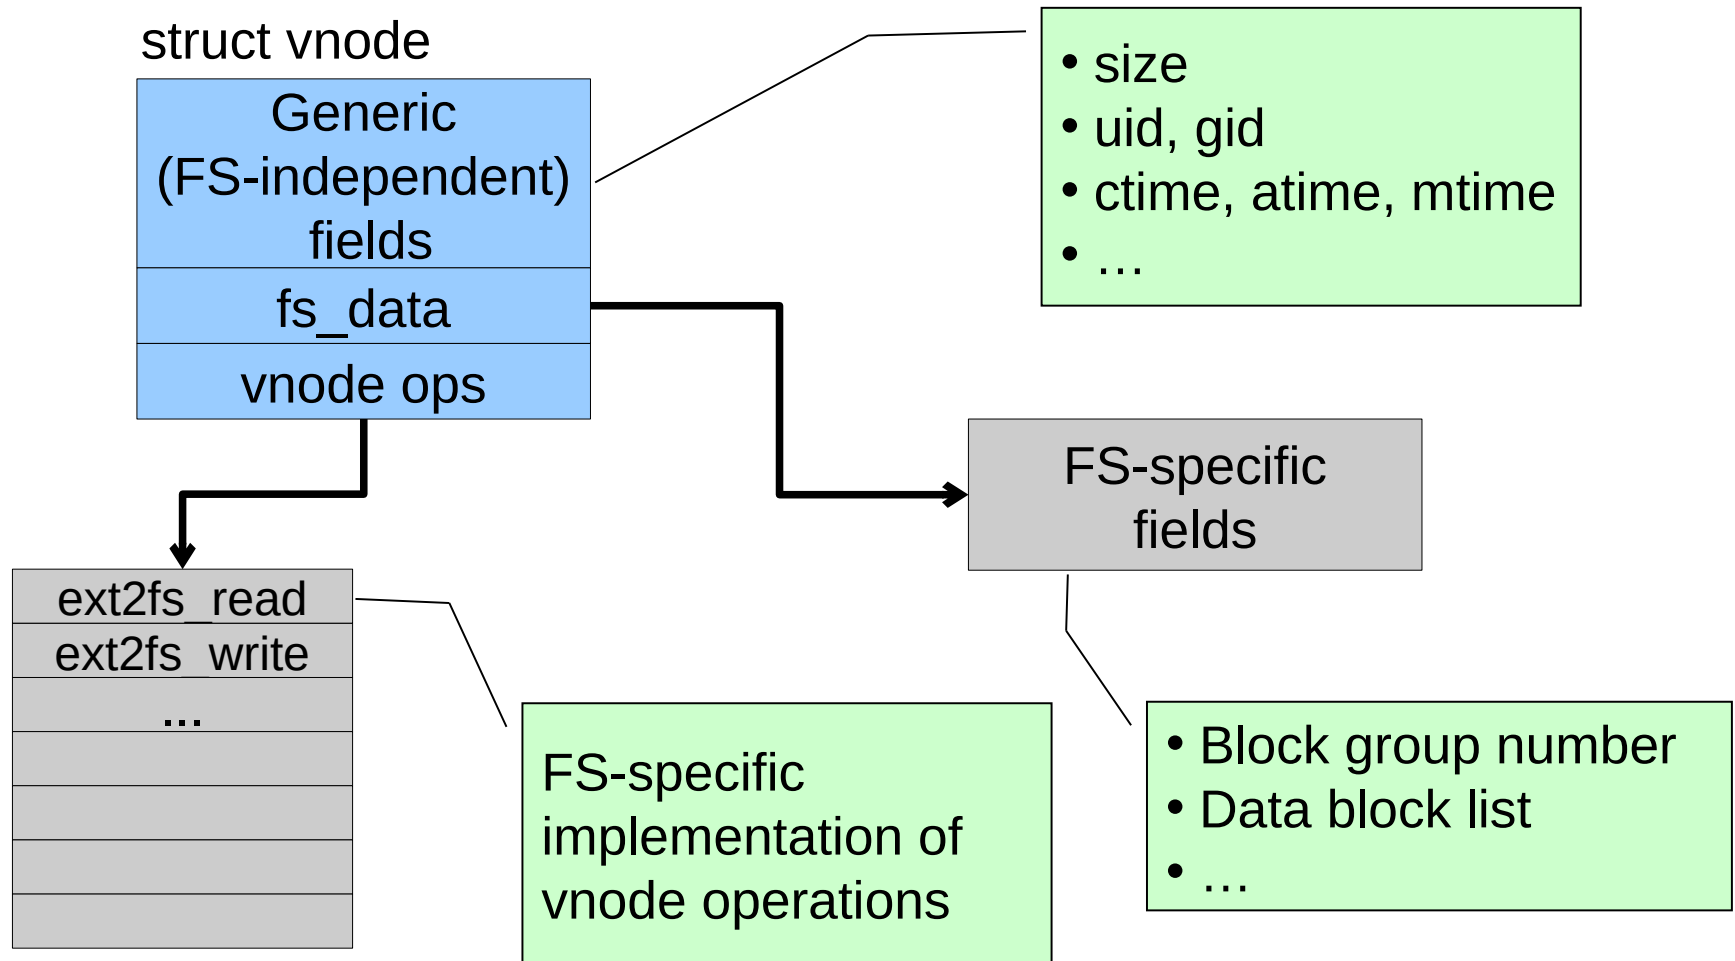 struct vnode
Generic
(FS-independent)
fields
fs_data
vnode ops
• size
• uid, gid
• ctime, atime, mtime
• …
FS-specific
fields
ext2fs_read
ext2fs_write
...
FS-specific
implementation of
vnode operations
• Block group number
• Data block list
• …